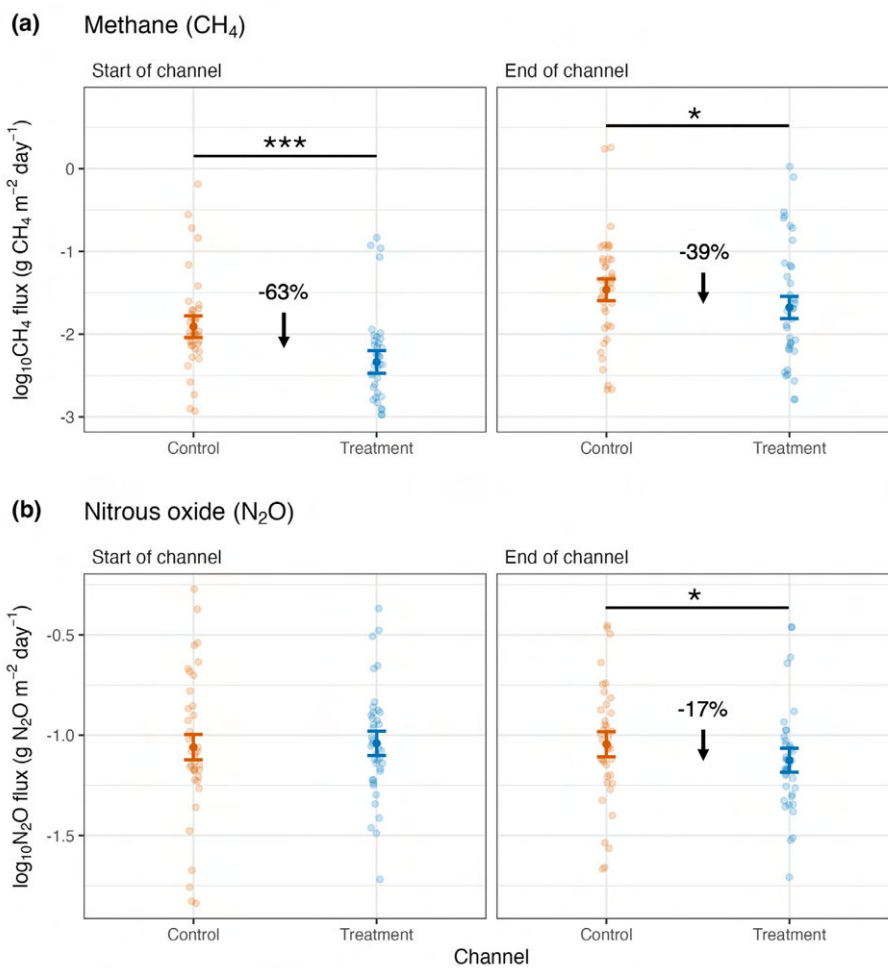 (a) Methane (CH₄)
Start of channel
End of channel
log₁₀CH₄ flux (g CH₄ m⁻² day⁻¹)
0
-1
-2
-3
***
-63%
*
-39%
Control
Treatment
Control
Treatment
(b) Nitrous oxide (N₂O)
Start of channel
End of channel
log₁₀N₂O flux (g N₂O m⁻² day⁻¹)
-0.5
-1.0
-1.5
*
-17%
Control
Treatment
Control
Treatment
Channel